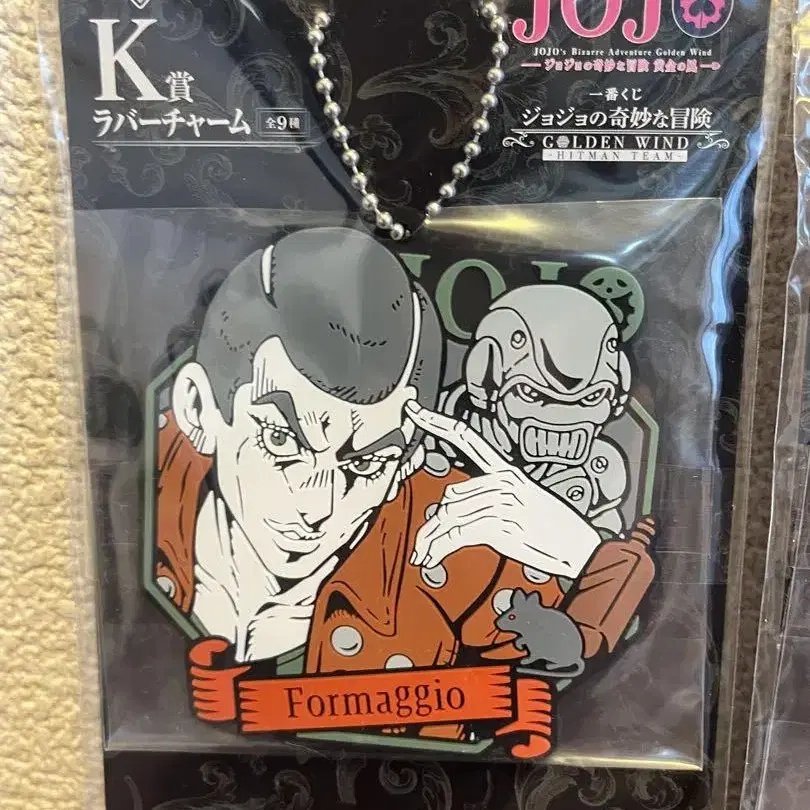 K賞
ラバーチャーム 全9種
JOJO
JOJO's Bizarre Adventure Golden Wind
ジョジョの奇妙な冒険 黄金の風
一番くじ
ジョジョの奇妙な冒険
GOLDEN WIND
-HITMAN TEAM-
JOJO
Formaggio